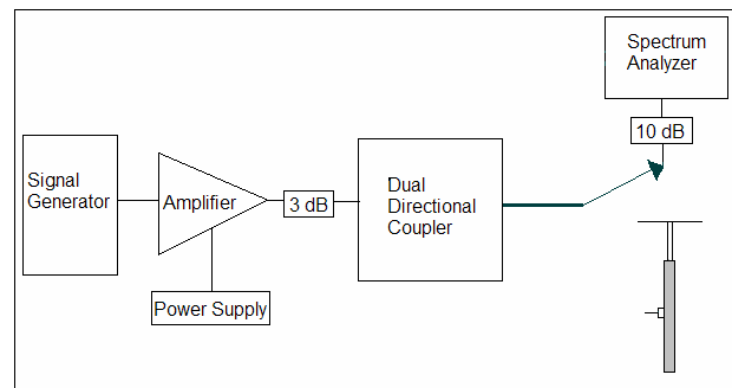 Spectrum
Analyzer
10 dB
Signal
Generator
Amplifier
3 dB
Dual
Directional
Coupler
Power Supply